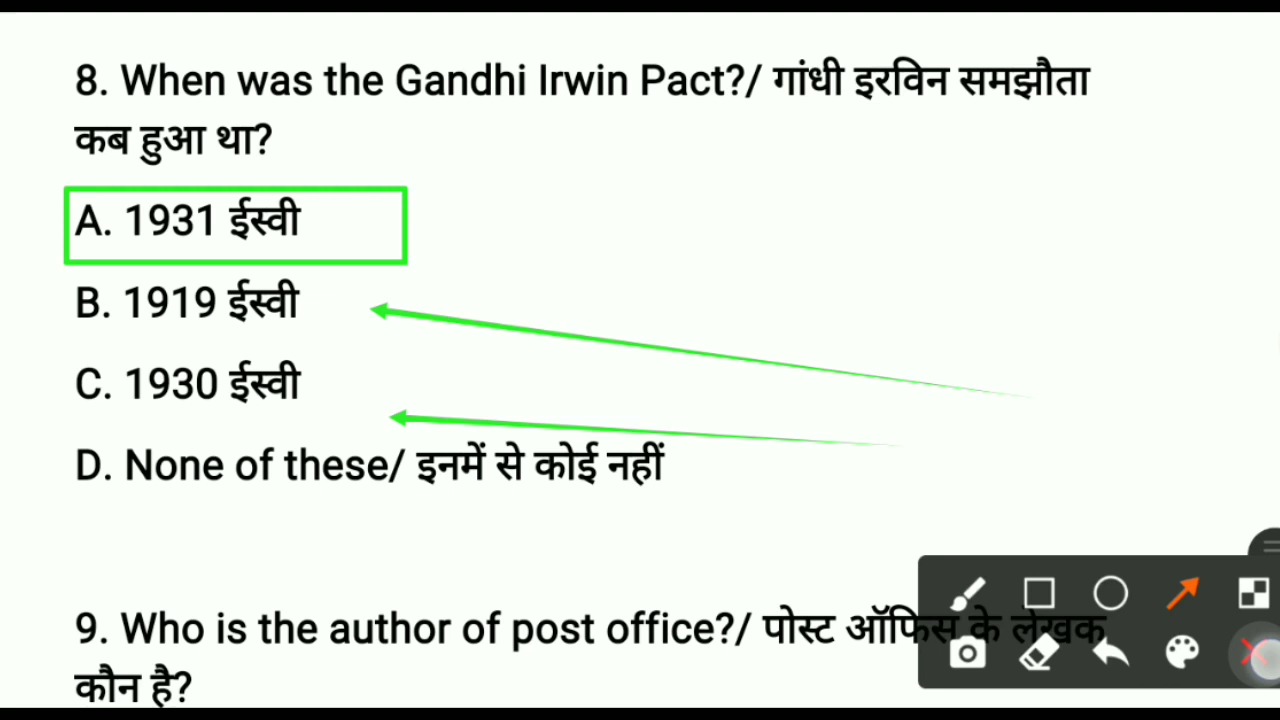 8. When was the Gandhi Irwin Pact?/ गांधी इरविन समझौता
कब हुआ था?
A. 1931 ईस्वी
B. 1919 ईस्वी
C. 1930 ईस्वी
D. None of these/ इनमें से कोई नहीं
9. Who is the author of post office?/ पोस्ट ऑफिस के लेखक
कौन है?